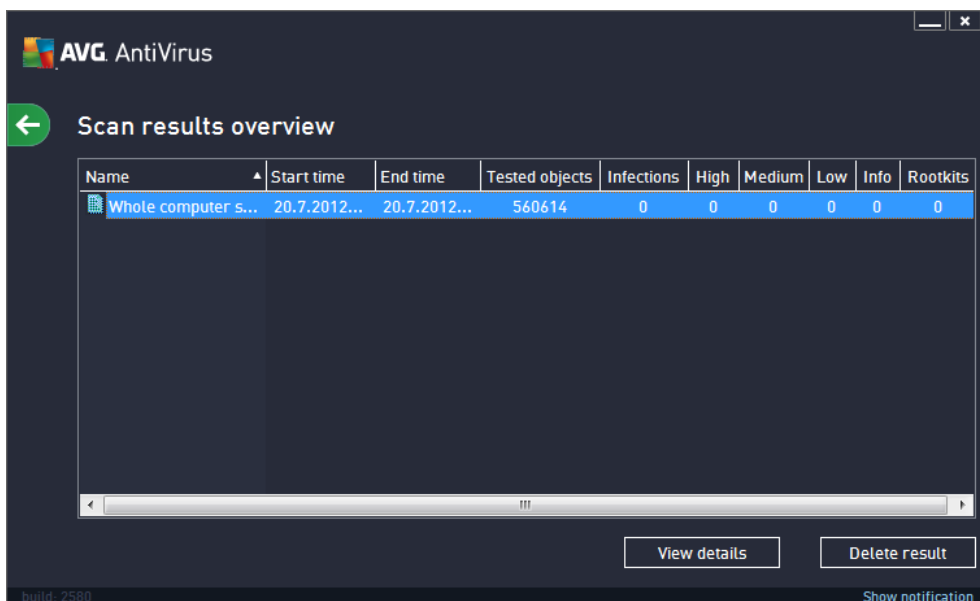 AVG. AntiVirus
Scan results overview
Name Start time End time Tested objects Infections High Medium Low Info Rootkits
Whole computer s... 20.7.2012... 20.7.2012... 560614 0 0 0 0 0 0
View details Delete result
build- 2580 Show notification